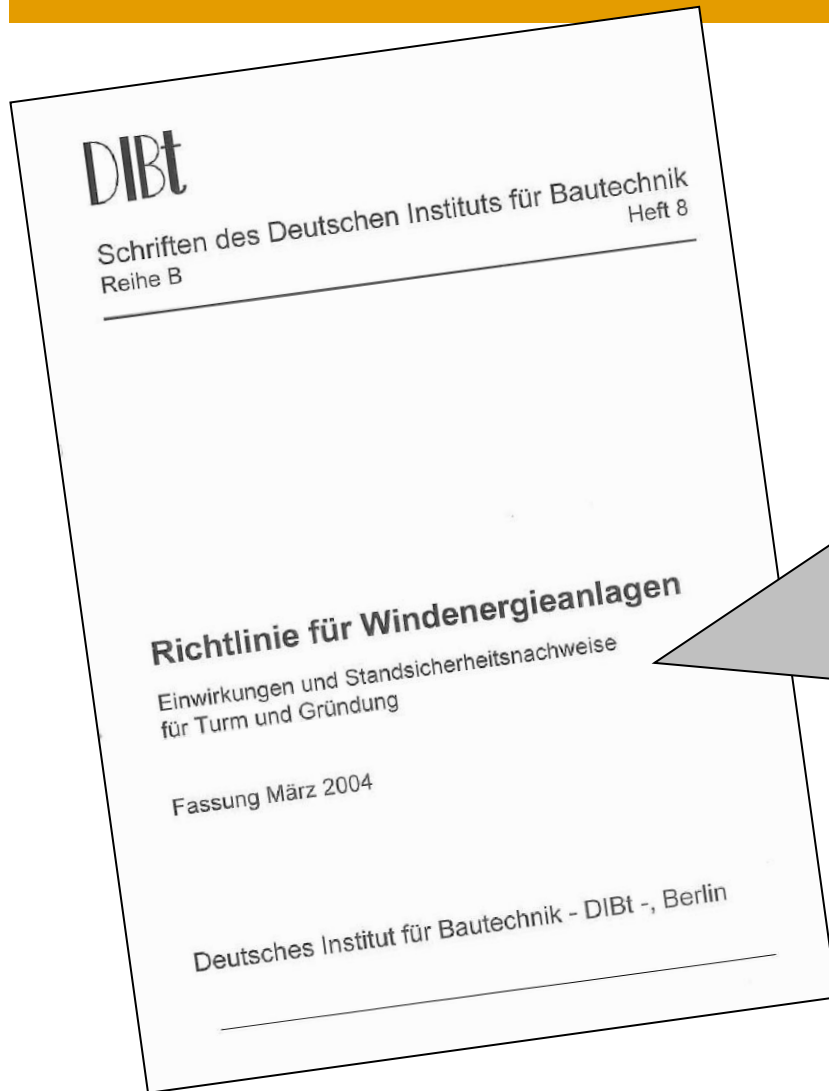 DIBt
Schriften des Deutschen Instituts für Bautechnik
Reihe B
Heft 8
Richtlinie für Windenergieanlagen
Einwirkungen und Standsicherheitsnachweise
für Turm und Gründung
Fassung März 2004
Deutsches Institut für Bautechnik - DIBt -, Berlin